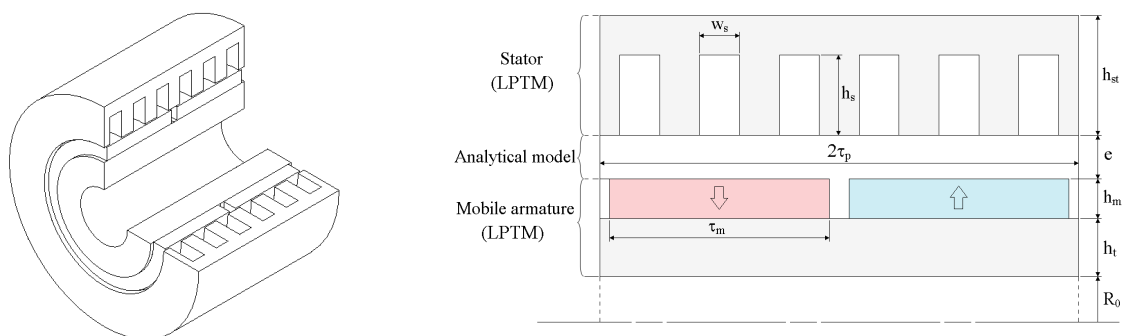 Stator
(LPTM)
Analytical model
Mobile armature
(LPTM)
wₛ
hₛ
2τₚ
τₘ
hₛₜ
e
hₘ
hₜ
R₀